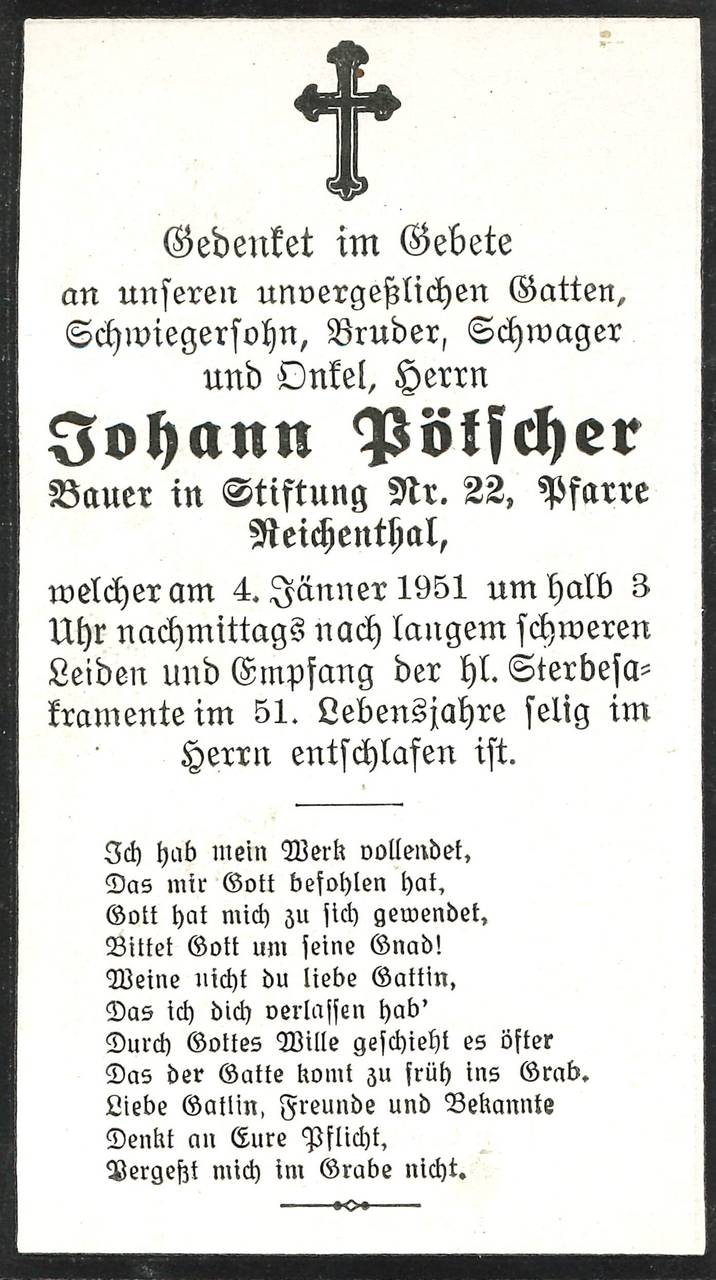 Gedenket im Gebete
an unseren unvergeßlichen Gatten,
Schwiegersohn, Bruder, Schwager
und Onkel, Herrn
Johann Pötscher
Bauer in Stiftung Nr. 22, Pfarre
Reichenthal,
welcher am 4. Jänner 1951 um halb 3
Uhr nachmittags nach langem schweren
Leiden und Empfang der hl. Sterbesa-
kramente im 51. Lebensjahre selig im
Herrn entschlafen ist.
Ich hab mein Werk vollendet,
Das mir Gott befohlen hat,
Gott hat mich zu sich gewendet,
Bittet Gott um seine Gnad!
Weine nicht du liebe Gattin,
Das ich dich verlassen hab'
Durch Gottes Wille geschieht es öfter
Das der Gatte komt zu früh ins Grab.
Liebe Gattin, Freunde und Bekannte
Denkt an Eure Pflicht,
Vergeßt mich im Grabe nicht.